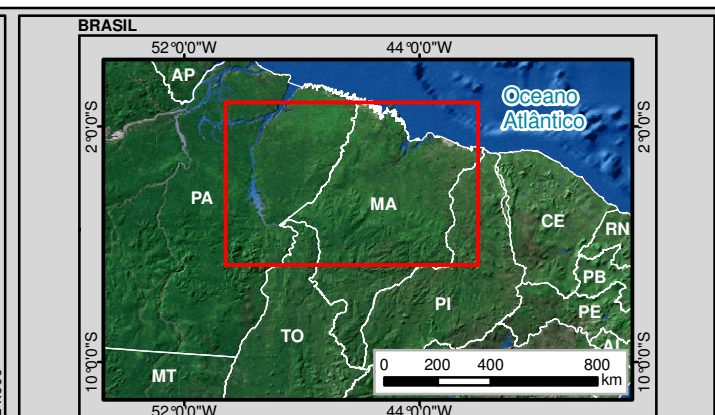 BRASIL
52°0'0"W 44°0'0"W
AP
Oceano
Atlântico
2°0'0"S 2°0'0"S
PA
MA
CE
RN
PB
PI
PE
TO
AL
0 200 400 800
km
MT
10°0'0"S 10°0'0"S
52°0'0"W 44°0'0"W